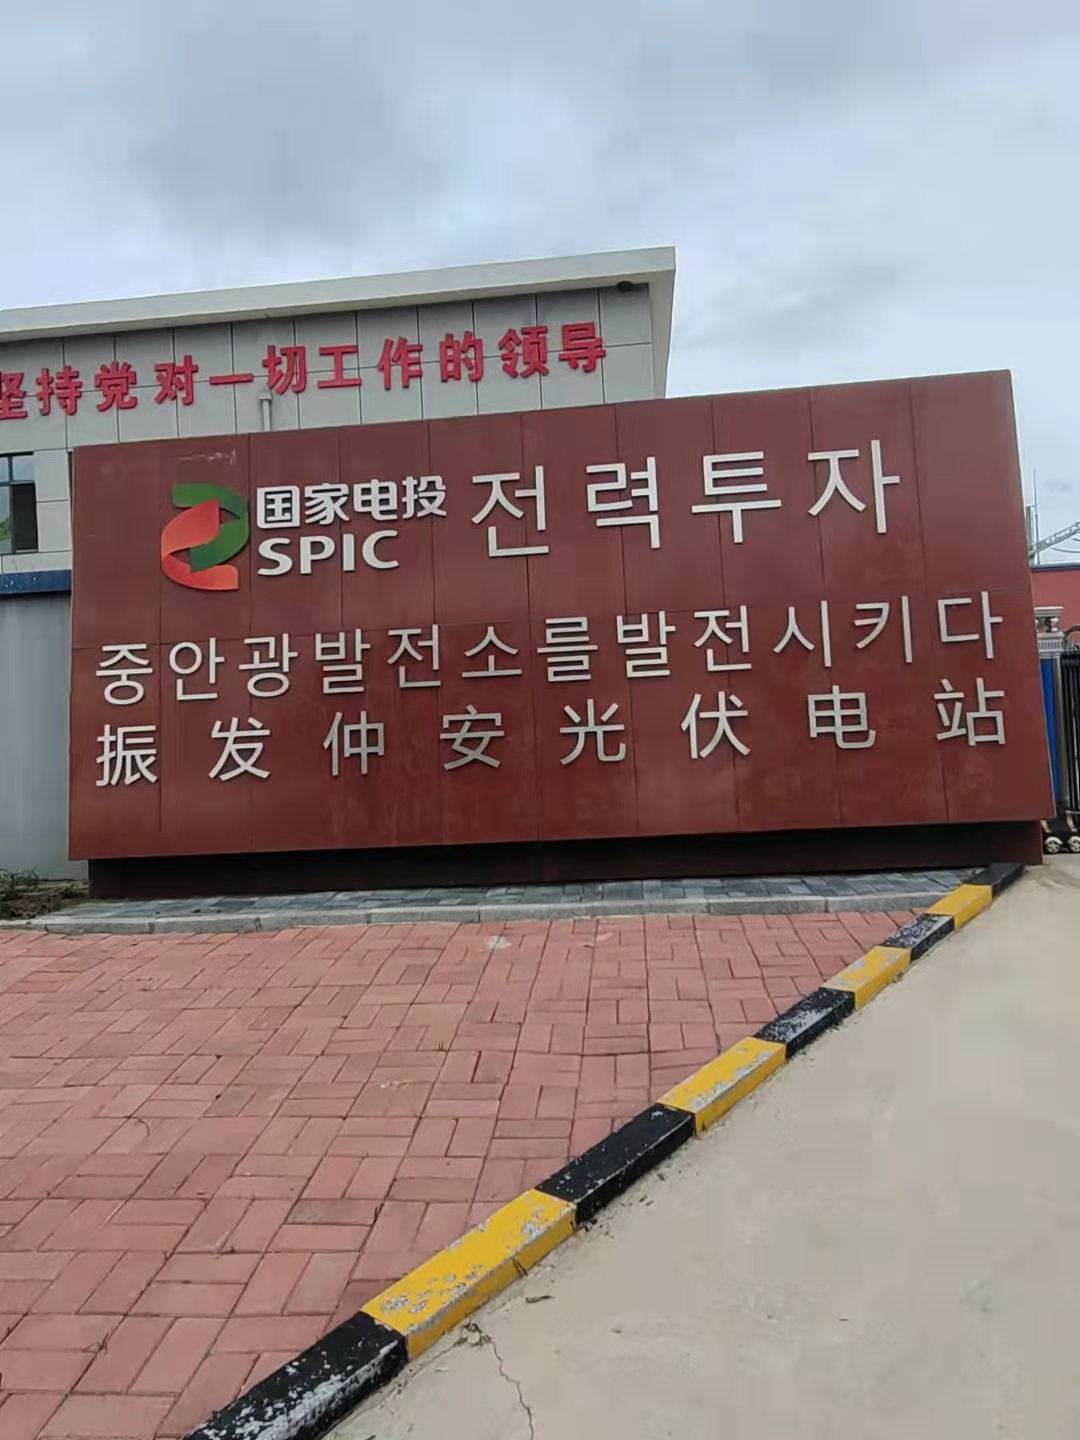 坚持党对一切工作的领导
国家电投 전력투자
SPIC
중안광발전소를발전시키다
振发仲安光伏电站